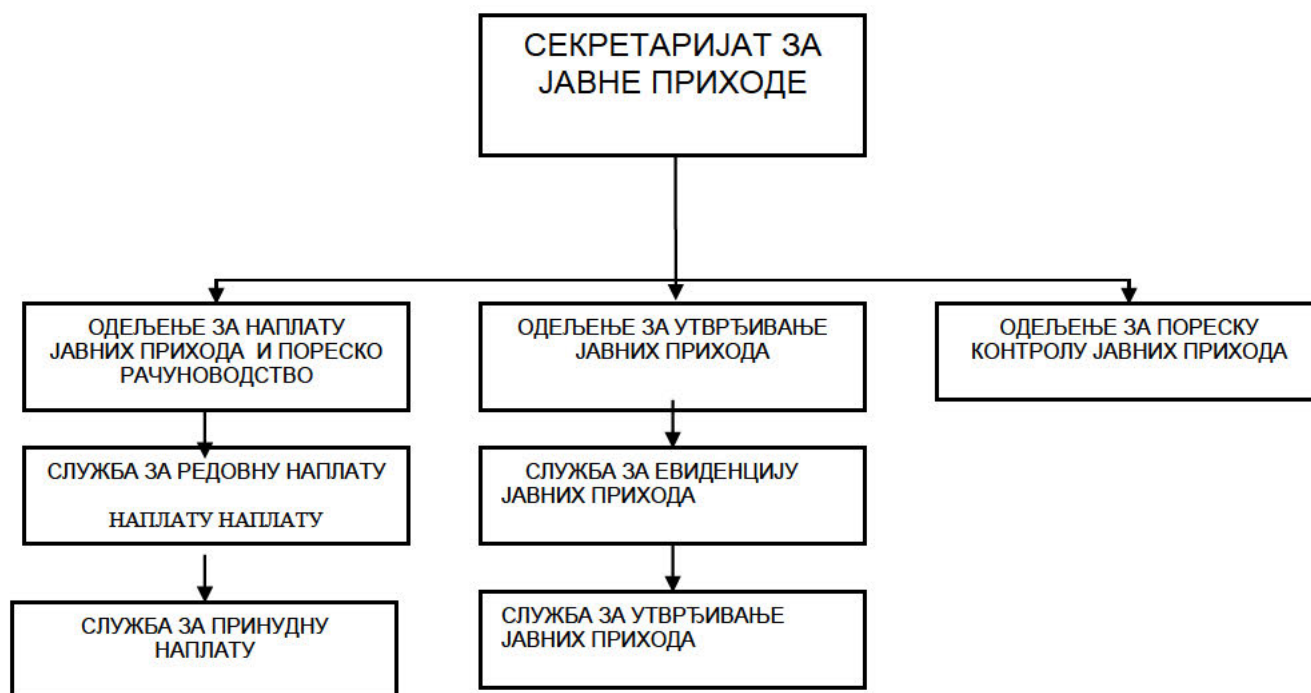 СЕКРЕТАРИЈАТ ЗА
ЈАВНЕ ПРИХОДЕ
ОДЕЉЕЊЕ ЗА НАПЛАТУ
ЈАВНИХ ПРИХОДА И ПОРЕСКО
РАЧУНОВОДСТВО
ОДЕЉЕЊЕ ЗА УТВРЂИВАЊЕ
ЈАВНИХ ПРИХОДА
ОДЕЉЕЊЕ ЗА ПОРЕСКУ
КОНТРОЛУ ЈАВНИХ ПРИХОДА
СЛУЖБА ЗА РЕДОВНУ НАПЛАТУ
НАПЛАТУ НАПЛАТУ
СЛУЖБА ЗА ЕВИДЕНЦИЈУ
ЈАВНИХ ПРИХОДА
СЛУЖБА ЗА ПРИНУДНУ
НАПЛАТУ
СЛУЖБА ЗА УТВРЂИВАЊЕ
ЈАВНИХ ПРИХОДА